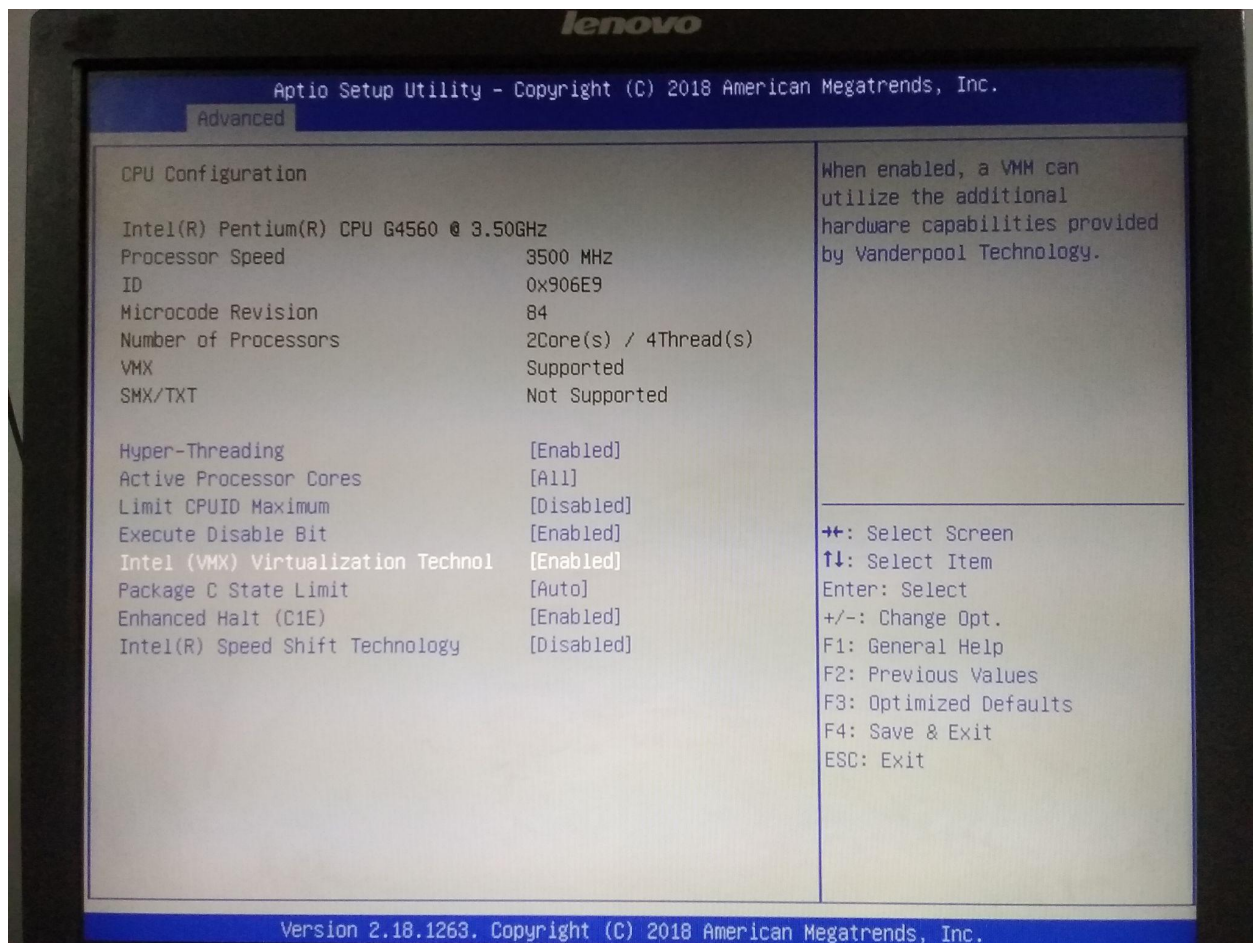 lenovo
Aptio Setup Utility - Copyright (C) 2018 American Megatrends, Inc.
Advanced
CPU Configuration
Intel(R) Pentium(R) CPU G4560 @ 3.50GHz
Processor Speed 3500 MHz
ID 0x906E9
Microcode Revision 84
Number of Processors 2Core(s) / 4Thread(s)
VMX Supported
SMX/TXT Not Supported
Hyper-Threading [Enabled]
Active Processor Cores [All]
Limit CPUID Maximum [Disabled]
Execute Disable Bit [Enabled]
Intel (VMX) Virtualization Technol [Enabled]
Package C State Limit [Auto]
Enhanced Halt (C1E) [Enabled]
Intel(R) Speed Shift Technology [Disabled]
When enabled, a VMM can
utilize the additional
hardware capabilities provided
by Vanderpool Technology.
→←: Select Screen
↑↓: Select Item
Enter: Select
+/-: Change Opt.
F1: General Help
F2: Previous Values
F3: Optimized Defaults
F4: Save & Exit
ESC: Exit
Version 2.18.1263. Copyright (C) 2018 American Megatrends, Inc.